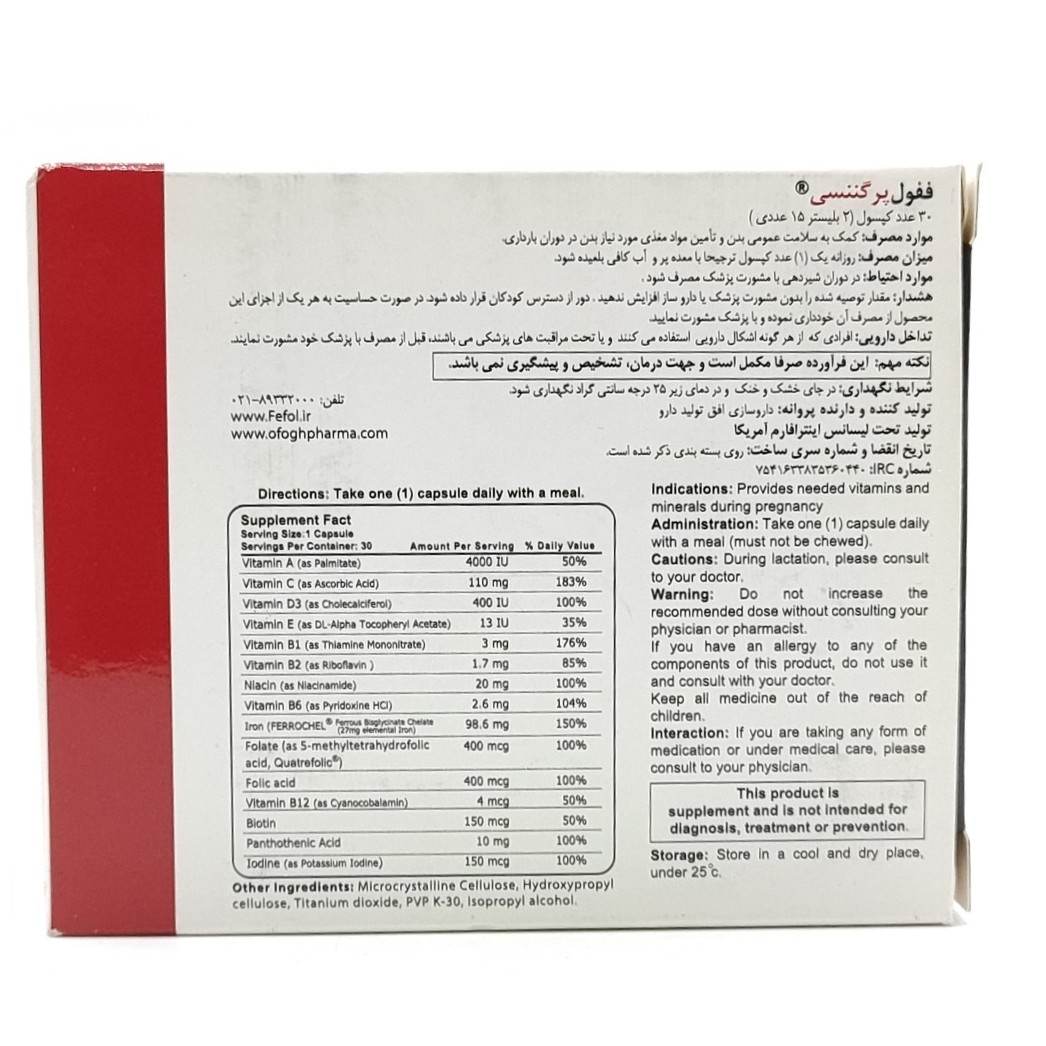 ففول پرگننسی®
۳۰ عدد کپسول (۲ بلیستر ۱۵ عددی)
موارد مصرف: کمک به سلامت عمومی بدن و تأمین مواد مغذی مورد نیاز بدن در دوران بارداری.
میزان مصرف: روزانه یک (۱) عدد کپسول ترجیحا با معده پر و آب کافی بلعیده شود.
موارد احتیاط: در دوران شیردهی با مشورت پزشک مصرف شود.
هشدار: مقدار توصیه شده را بدون مشورت پزشک یا دارو ساز افزایش ندهید. دور از دسترس کودکان قرار داده شود. در صورت حساسیت به هر یک از اجزای این
محصول از مصرف آن خودداری نموده و با پزشک مشورت نمایید.
تداخل دارویی: افرادی که از هر گونه اشکال دارویی استفاده می کنند و یا تحت مراقبت های پزشکی می باشند، قبل از مصرف با پزشک خود مشورت نمایند.
نکته مهم: این فرآورده صرفا مکمل است و جهت درمان، تشخیص و پیشگیری نمی باشد.
شرایط نگهداری: در جای خشک و خنک و در دمای زیر ۲۵ درجه سانتی گراد نگهداری شود.
تولید کننده و دارنده پروانه: داروسازی افق تولید دارو
تولید تحت لیسانس اینترافارم آمریکا
تاریخ انقضا و شماره سری ساخت: روی بسته بندی ذکر شده است.
شماره IRC: ۷۵۴۱۶۳۳۸۳۵۳۶۰۴۴۰
تلفن: ۸۹۳۳۲۰۰۰-۰۲۱
www.Fefol.ir
www.ofoghpharma.com
Directions: Take one (1) capsule daily with a meal.
Supplement Fact
Serving Size:1 Capsule
Servings Per Container: 30 Amount Per Serving % Daily Value
Vitamin A (as Palmitate) 4000 IU 50%
Vitamin C (as Ascorbic Acid) 110 mg 183%
Vitamin D3 (as Cholecalciferol) 400 IU 100%
Vitamin E (as DL-Alpha Tocopheryl Acetate) 13 IU 35%
Vitamin B1 (as Thiamine Mononitrate) 3 mg 176%
Vitamin B2 (as Riboflavin ) 1.7 mg 85%
Niacin (as Niacinamide) 20 mg 100%
Vitamin B6 (as Pyridoxine HCl) 2.6 mg 104%
Iron (FERROCHEL® Ferrous Bisglycinate Chelate (27mg elemental Iron) 98.6 mg 150%
Folate (as 5-methyltetrahydrofolic 400 mcg 100%
acid, Quatrefolic®)
Folic acid 400 mcg 100%
Vitamin B12 (as Cyanocobalamin) 4 mcg 50%
Biotin 150 mcg 50%
Panthothenic Acid 10 mg 100%
Iodine (as Potassium Iodine) 150 mcg 100%
Other Ingredients: Microcrystalline Cellulose, Hydroxypropyl
cellulose, Titanium dioxide, PVP K-30, Isopropyl alcohol.
Indications: Provides needed vitamins and
minerals during pregnancy
Administration: Take one (1) capsule daily
with a meal (must not be chewed).
Cautions: During lactation, please consult
to your doctor.
Warning: Do not increase the
recommended dose without consulting your
physician or pharmacist.
If you have an allergy to any of the
components of this product, do not use it
and consult with your doctor.
Keep all medicine out of the reach of
children.
Interaction: If you are taking any form of
medication or under medical care, please
consult to your physician.
This product is
supplement and is not intended for
diagnosis, treatment or prevention.
Storage: Store in a cool and dry place,
under 25°c.